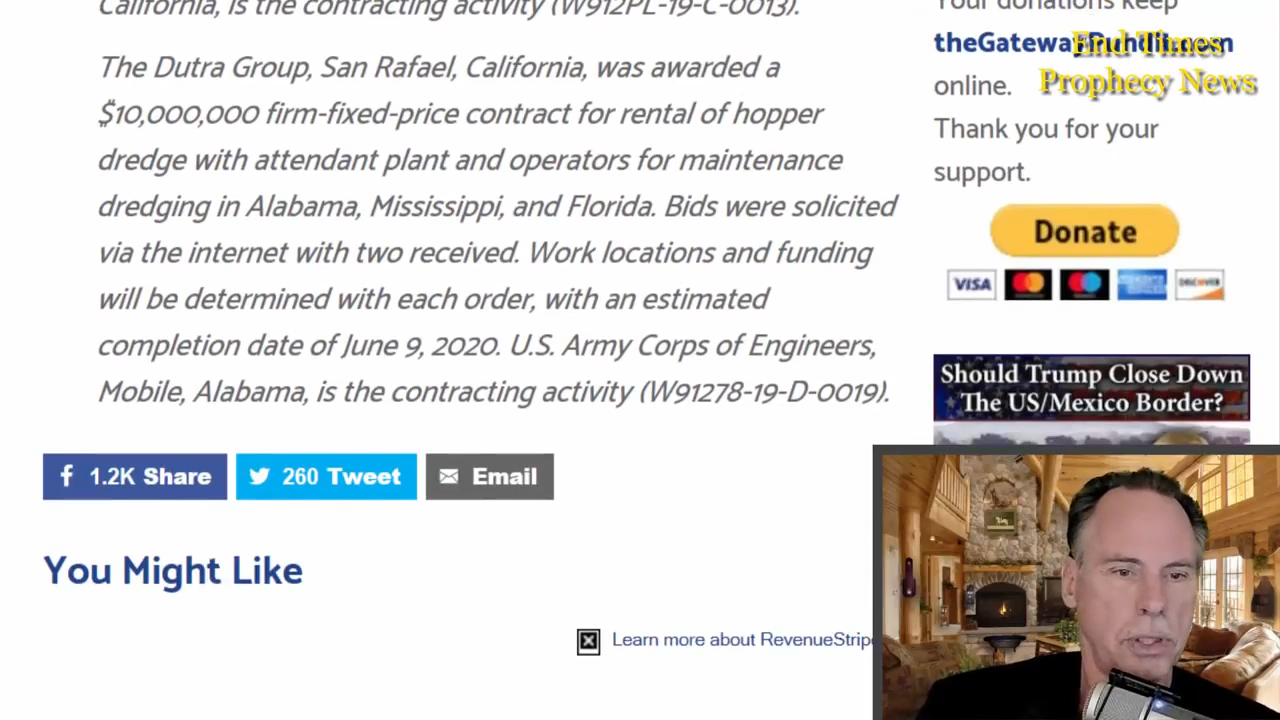 California, is the contracting activity (W912PL-19-C-0013).
The Dutra Group, San Rafael, California, was awarded a
$10,000,000 firm-fixed-price contract for rental of hopper
dredge with attendant plant and operators for maintenance
dredging in Alabama, Mississippi, and Florida. Bids were solicited
via the internet with two received. Work locations and funding
will be determined with each order, with an estimated
completion date of June 9, 2020. U.S. Army Corps of Engineers,
Mobile, Alabama, is the contracting activity (W91278-19-D-0019).
1.2K Share
260 Tweet
Email
You Might Like
Learn more about RevenueStripe
Your donations keep
theGatewayPundit.com
online.
Thank you for your
support.
Donate
VISA
DISCOVER
End Times
Prophecy News
Should Trump Close Down
The US/Mexico Border?